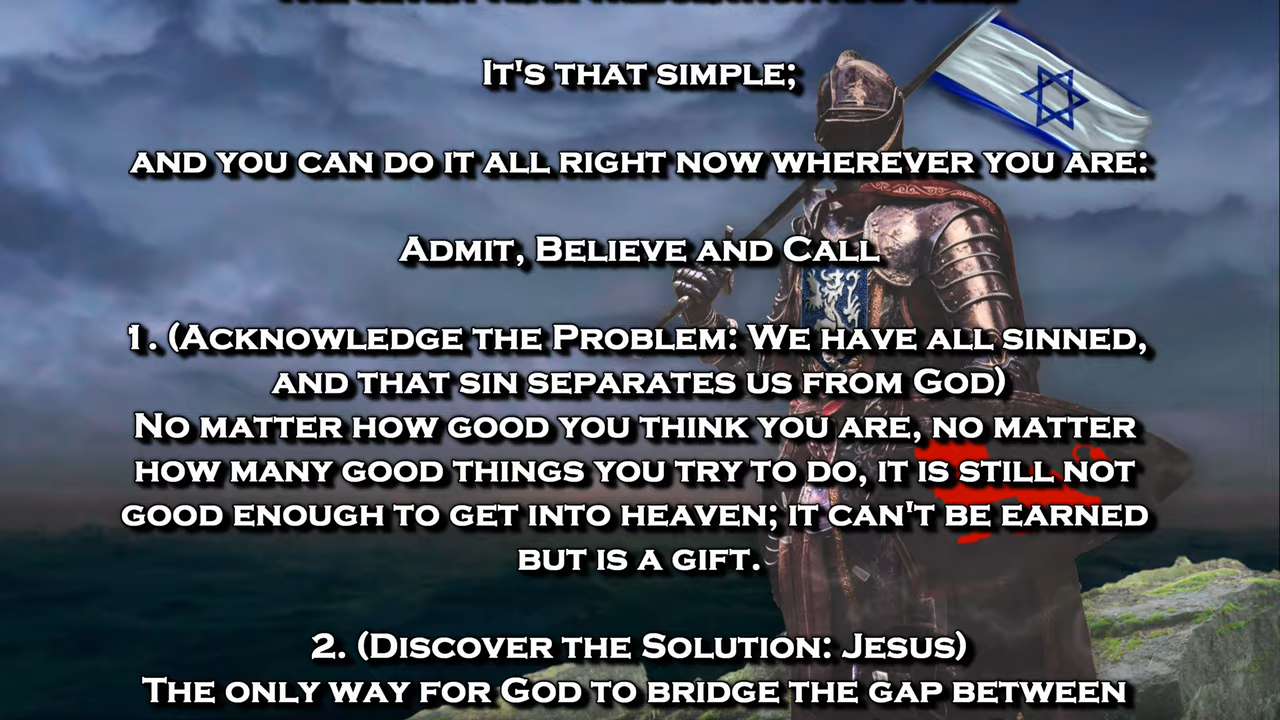 It's that simple;
and you can do it all right now wherever you are:
Admit, Believe and Call
1. (Acknowledge the Problem: We have all sinned,
and that sin separates us from God)
No matter how good you think you are, no matter
how many good things you try to do, it is still not
good enough to get into heaven; it can't be earned
but is a gift.
2. (Discover the Solution: Jesus)
The only way for God to bridge the gap between